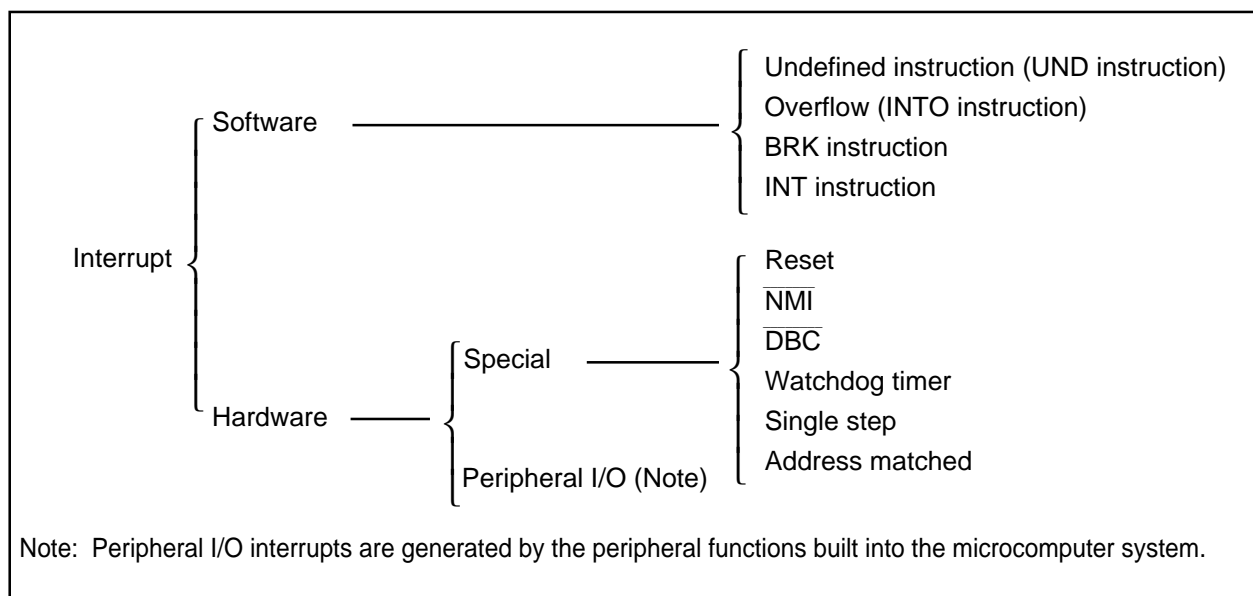 Interrupt
Software
Undefined instruction (UND instruction)
Overflow (INTO instruction)
BRK instruction
INT instruction
Hardware
Special
Reset
N̅M̅I̅
D̅B̅C̅
Watchdog timer
Single step
Address matched
Peripheral I/O (Note)
Note: Peripheral I/O interrupts are generated by the peripheral functions built into the microcomputer system.